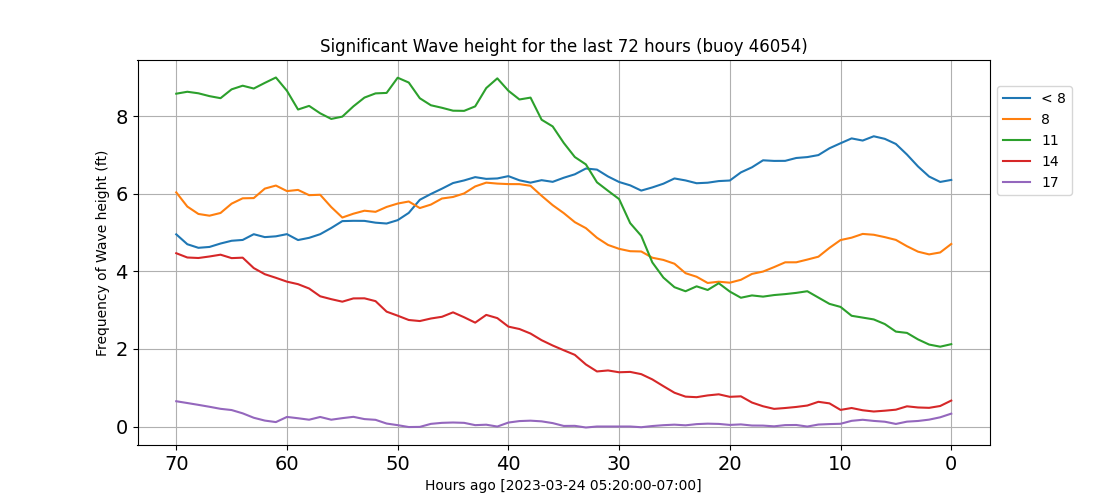 Significant Wave height for the last 72 hours (buoy 46054)
Frequency of Wave height (ft)
8
6
4
2
0
70 60 50 40 30 20 10 0
Hours ago [2023-03-24 05:20:00-07:00]
< 8
8
11
14
17